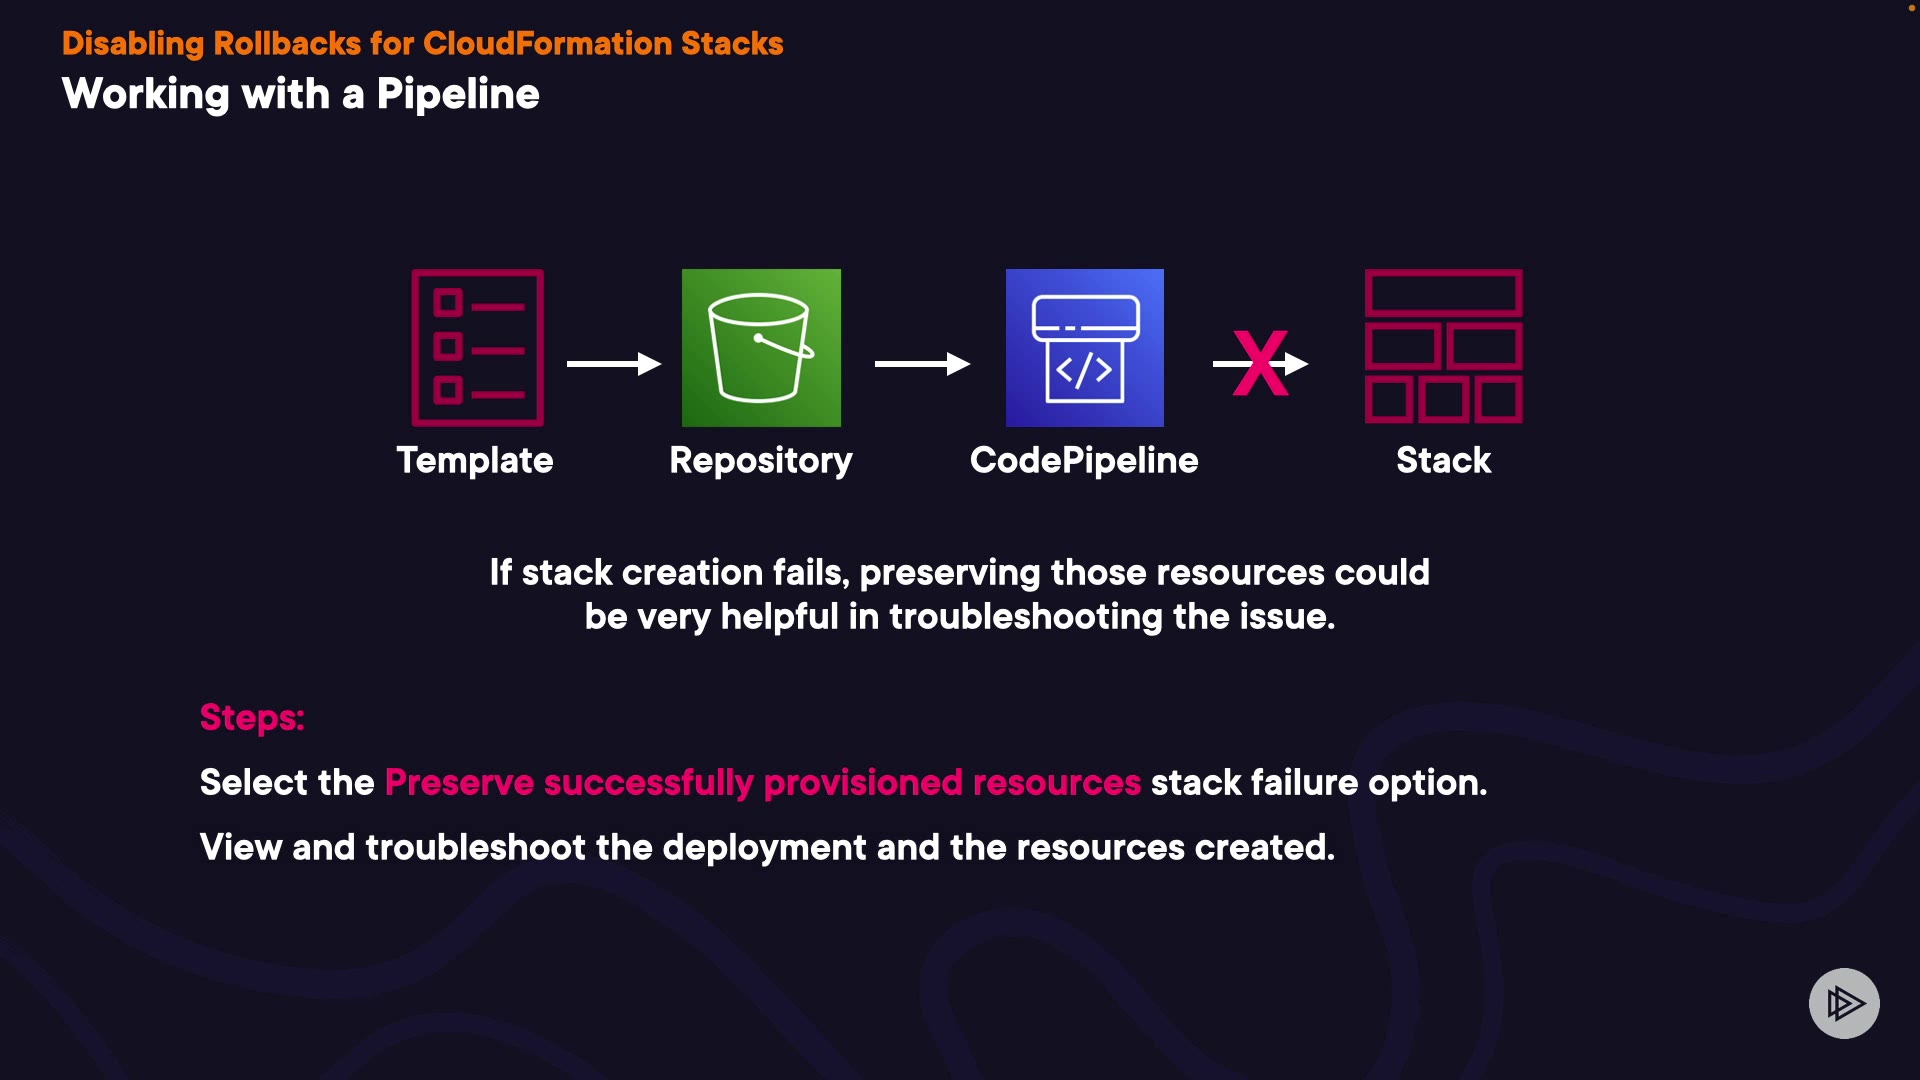 Disabling Rollbacks for CloudFormation Stacks
Working with a Pipeline
X
Template
Repository
CodePipeline
Stack
If stack creation fails, preserving those resources could
be very helpful in troubleshooting the issue.
Steps:
Select the Preserve successfully provisioned resources stack failure option.
View and troubleshoot the deployment and the resources created.